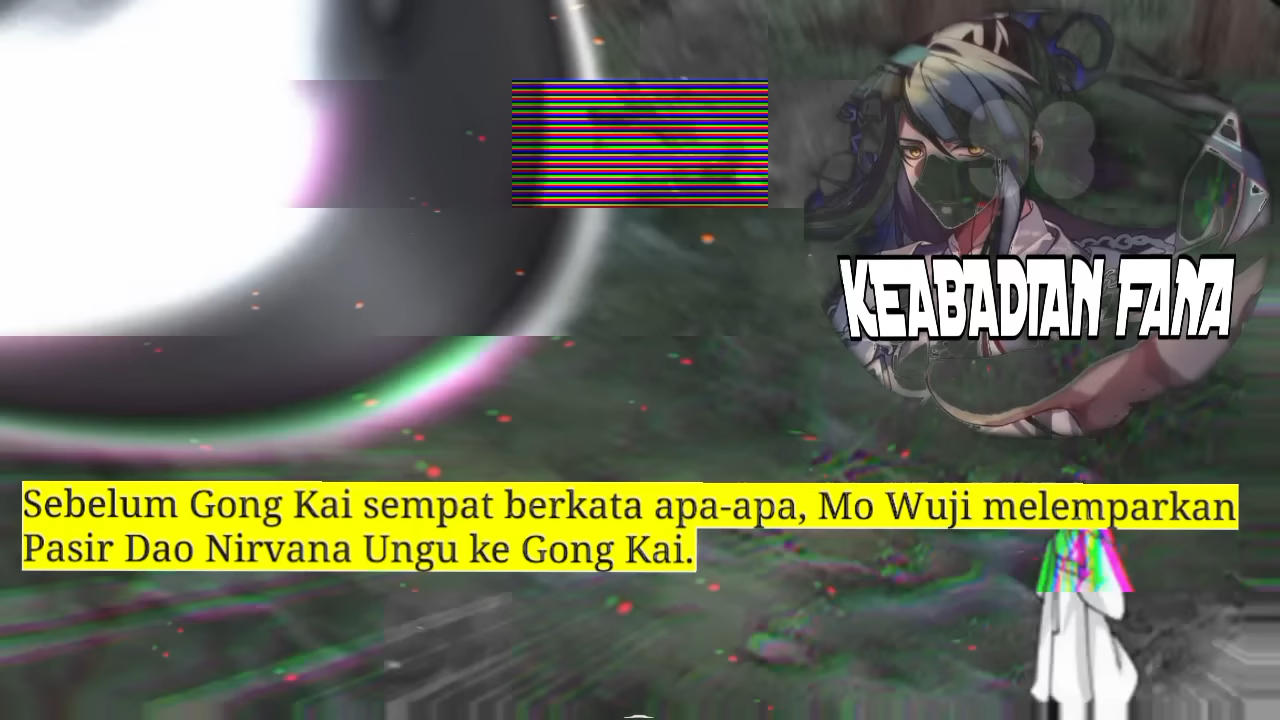 KEABADIAN FANA
Sebelum Gong Kai sempat berkata apa-apa, Mo Wuji melemparkan
Pasir Dao Nirvana Ungu ke Gong Kai.